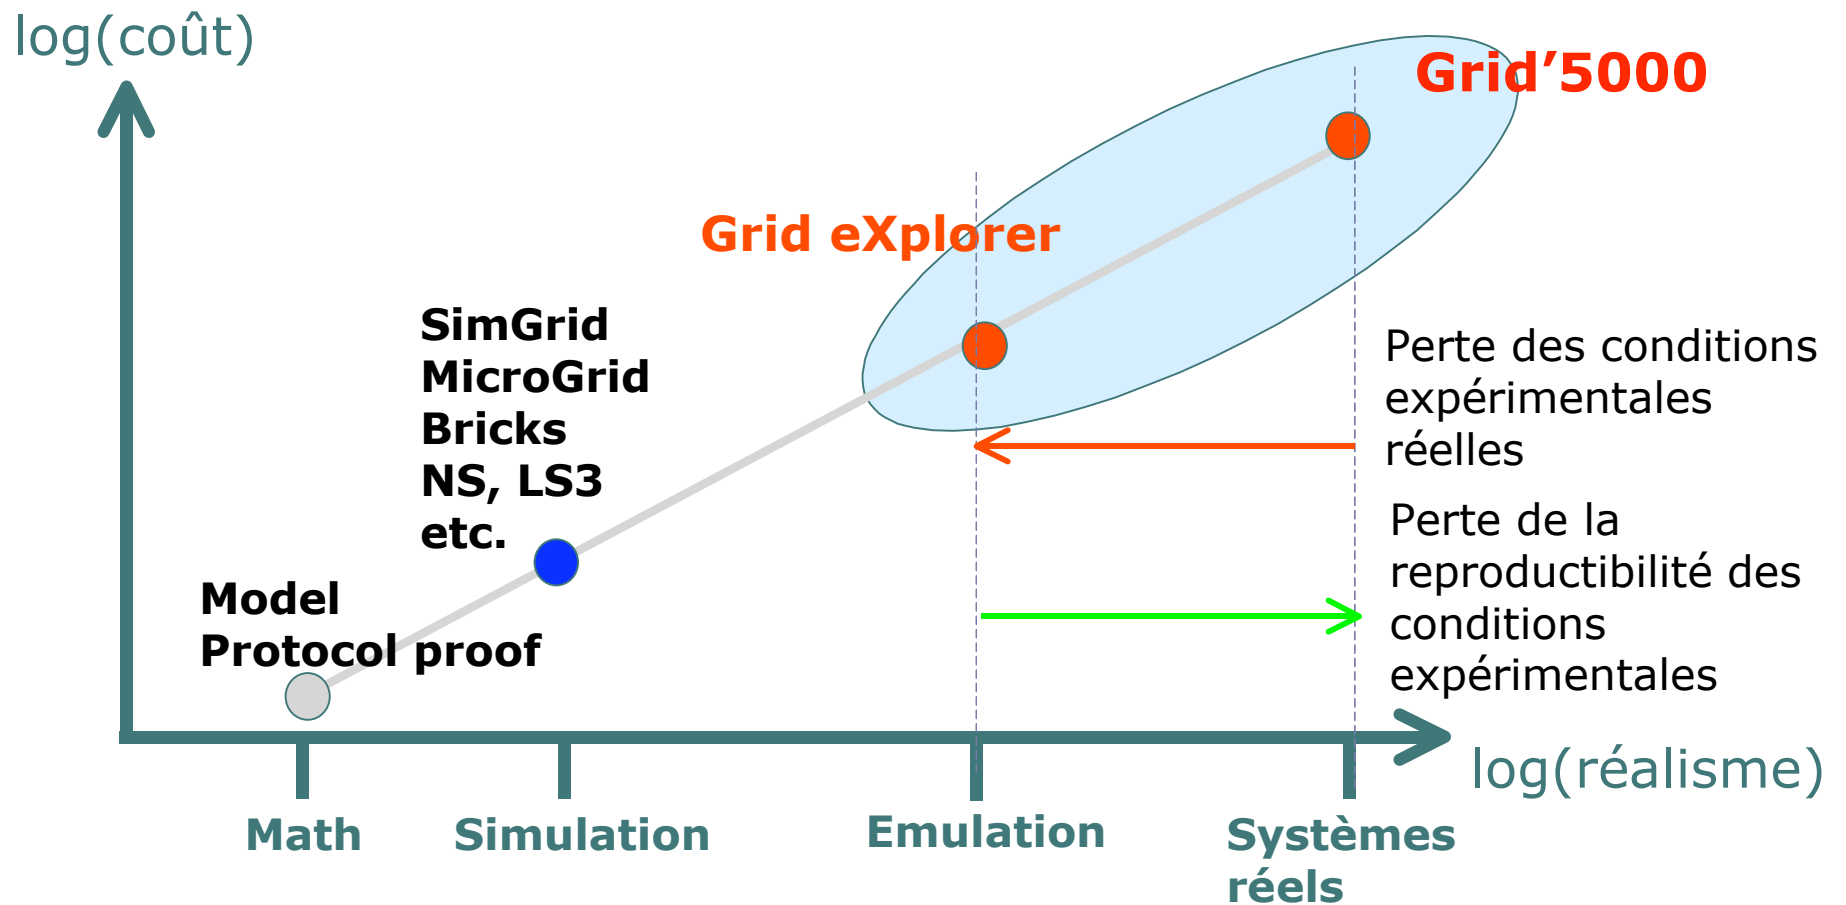 log(coût)
Grid’5000
Grid eXplorer
SimGrid
MicroGrid
Bricks
NS, LS3
etc.
Perte des conditions
expérimentales
réelles
Perte de la
reproductibilité des
conditions
expérimentales
Model
Protocol proof
log(réalisme)
Math
Simulation
Emulation
Systèmes
réels